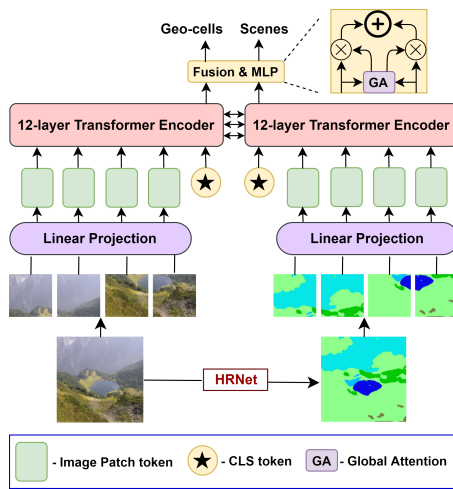 Geo-cells
Scenes
Fusion & MLP
GA
12-layer Transformer Encoder
12-layer Transformer Encoder
Linear Projection
Linear Projection
HRNet
- Image Patch token
- CLS token
GA - Global Attention